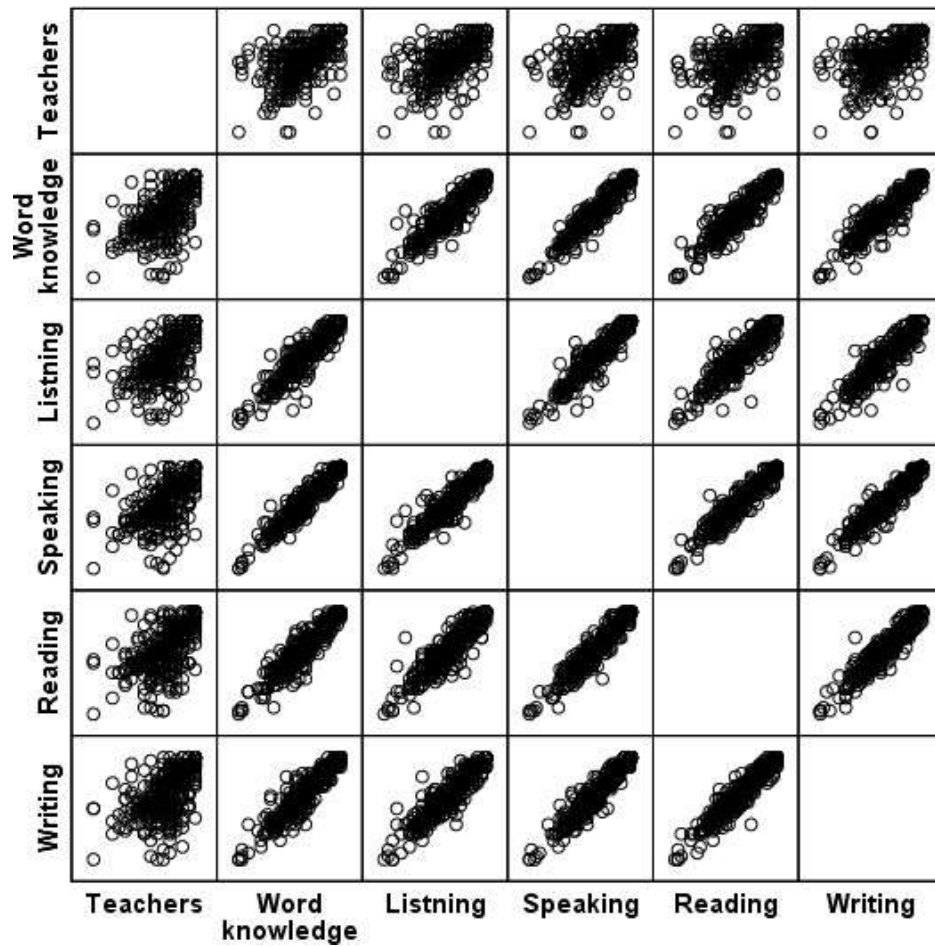 Teachers
Word
knowledge
Listning
Speaking
Reading
Writing
Teachers
Word
knowledge
Listning
Speaking
Reading
Writing